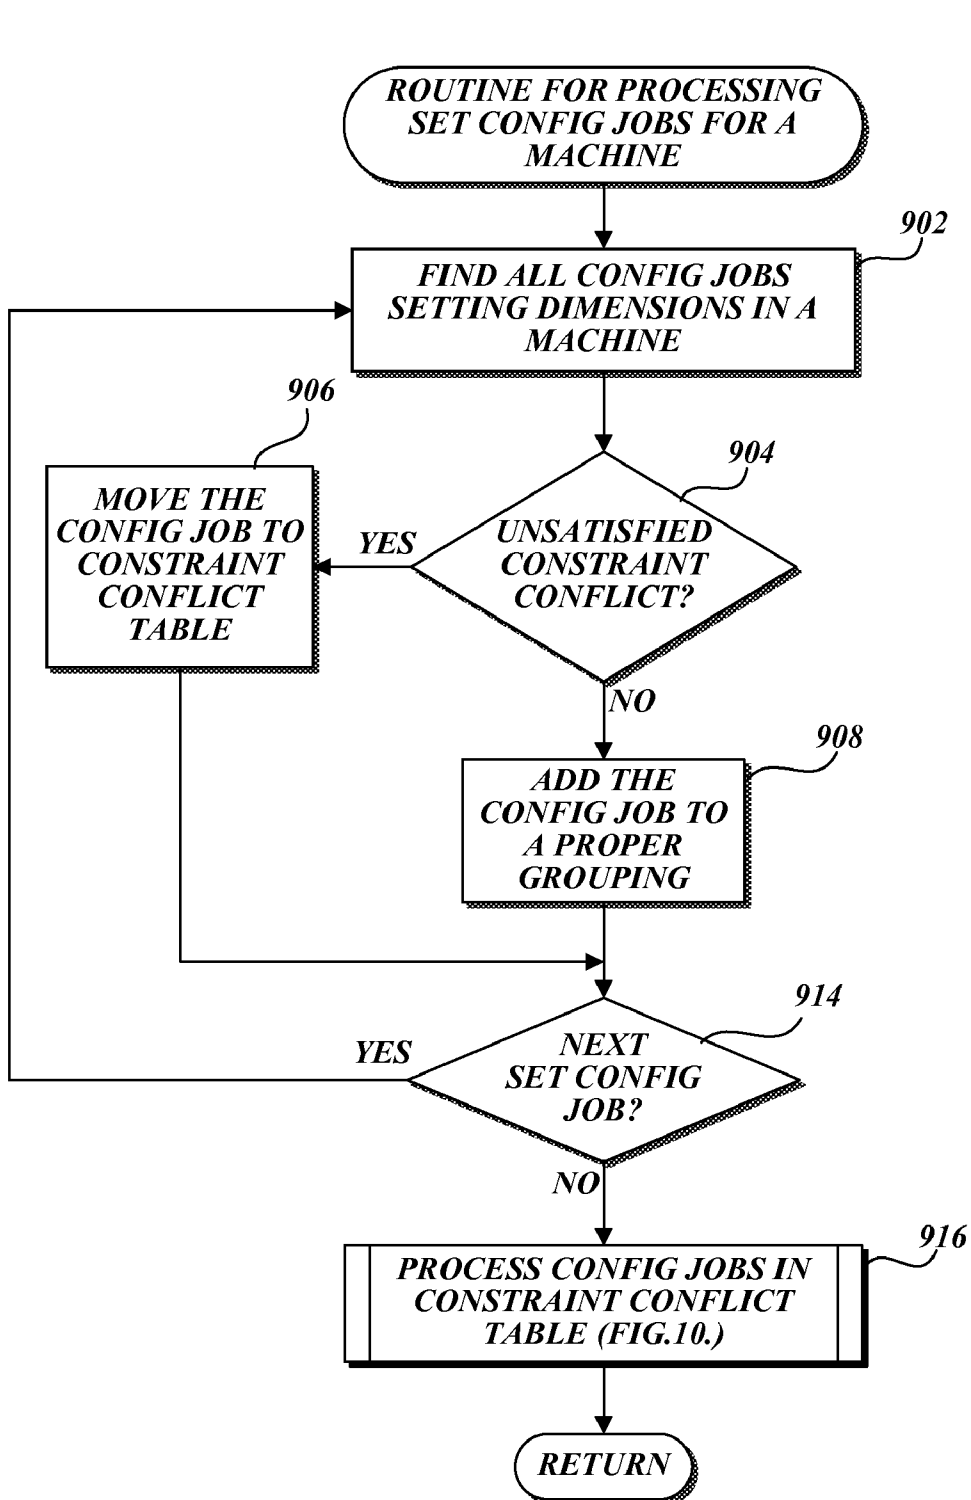 ROUTINE FOR PROCESSING
SET CONFIG JOBS FOR A
MACHINE
902
FIND ALL CONFIG JOBS
SETTING DIMENSIONS IN A
MACHINE
906
904
MOVE THE
CONFIG JOB TO
CONSTRAINT
CONFLICT
TABLE
YES
UNSATISFIED
CONSTRAINT
CONFLICT?
NO
908
ADD THE
CONFIG JOB TO
A PROPER
GROUPING
914
YES
NEXT
SET CONFIG
JOB?
NO
916
PROCESS CONFIG JOBS IN
CONSTRAINT CONFLICT
TABLE (FIG.10.)
RETURN